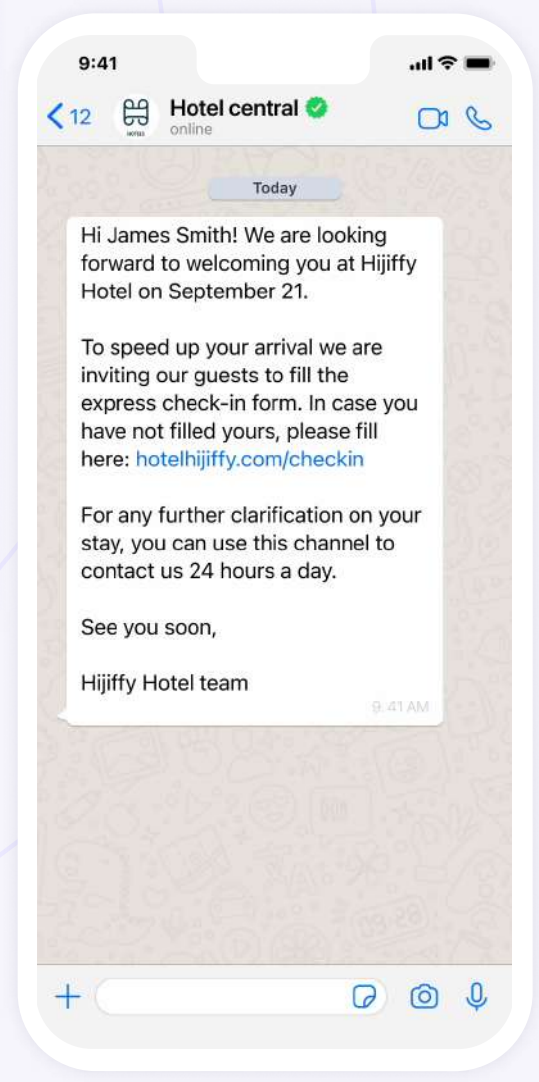 9:41
12
Hotel central
online
Today
Hi James Smith! We are looking
forward to welcoming you at Hijiffy
Hotel on September 21.
To speed up your arrival we are
inviting our guests to fill the
express check-in form. In case you
have not filled yours, please fill
here: hotelhijiffy.com/checkin
For any further clarification on your
stay, you can use this channel to
contact us 24 hours a day.
See you soon,
Hijiffy Hotel team
9:41 AM
09:28